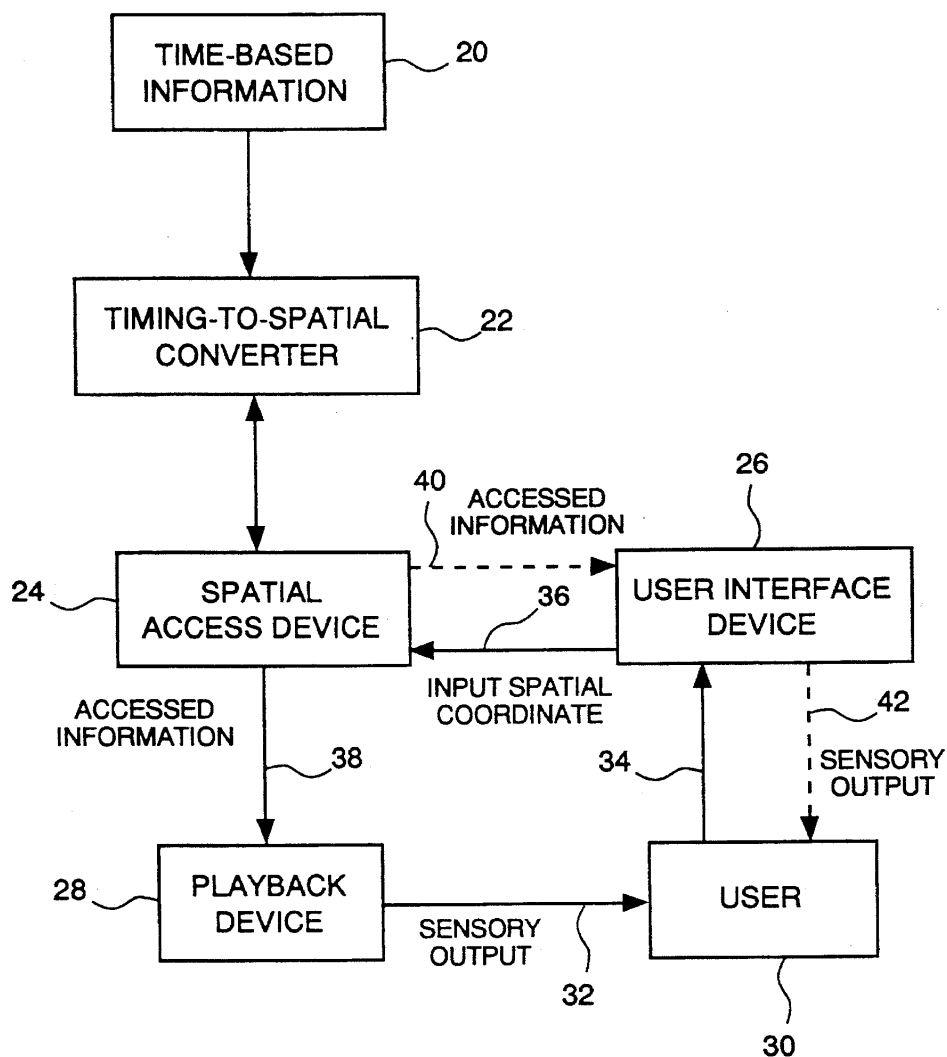 TIME-BASED
INFORMATION
20
TIMING-TO-SPATIAL
CONVERTER
22
40
ACCESSED
INFORMATION
26
24
SPATIAL
ACCESS DEVICE
36
USER INTERFACE
DEVICE
INPUT SPATIAL
COORDINATE
ACCESSED
INFORMATION
38
34
42
SENSORY
OUTPUT
28
PLAYBACK
DEVICE
SENSORY
OUTPUT
32
USER
30